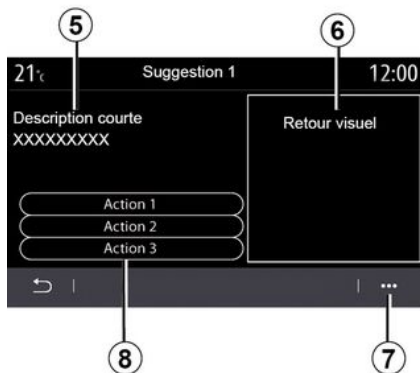 5 6
21°c Suggestion 1 12:00
Description courte
XXXXXXXXX
Retour visuel
Action 1
Action 2
Action 3
8 7